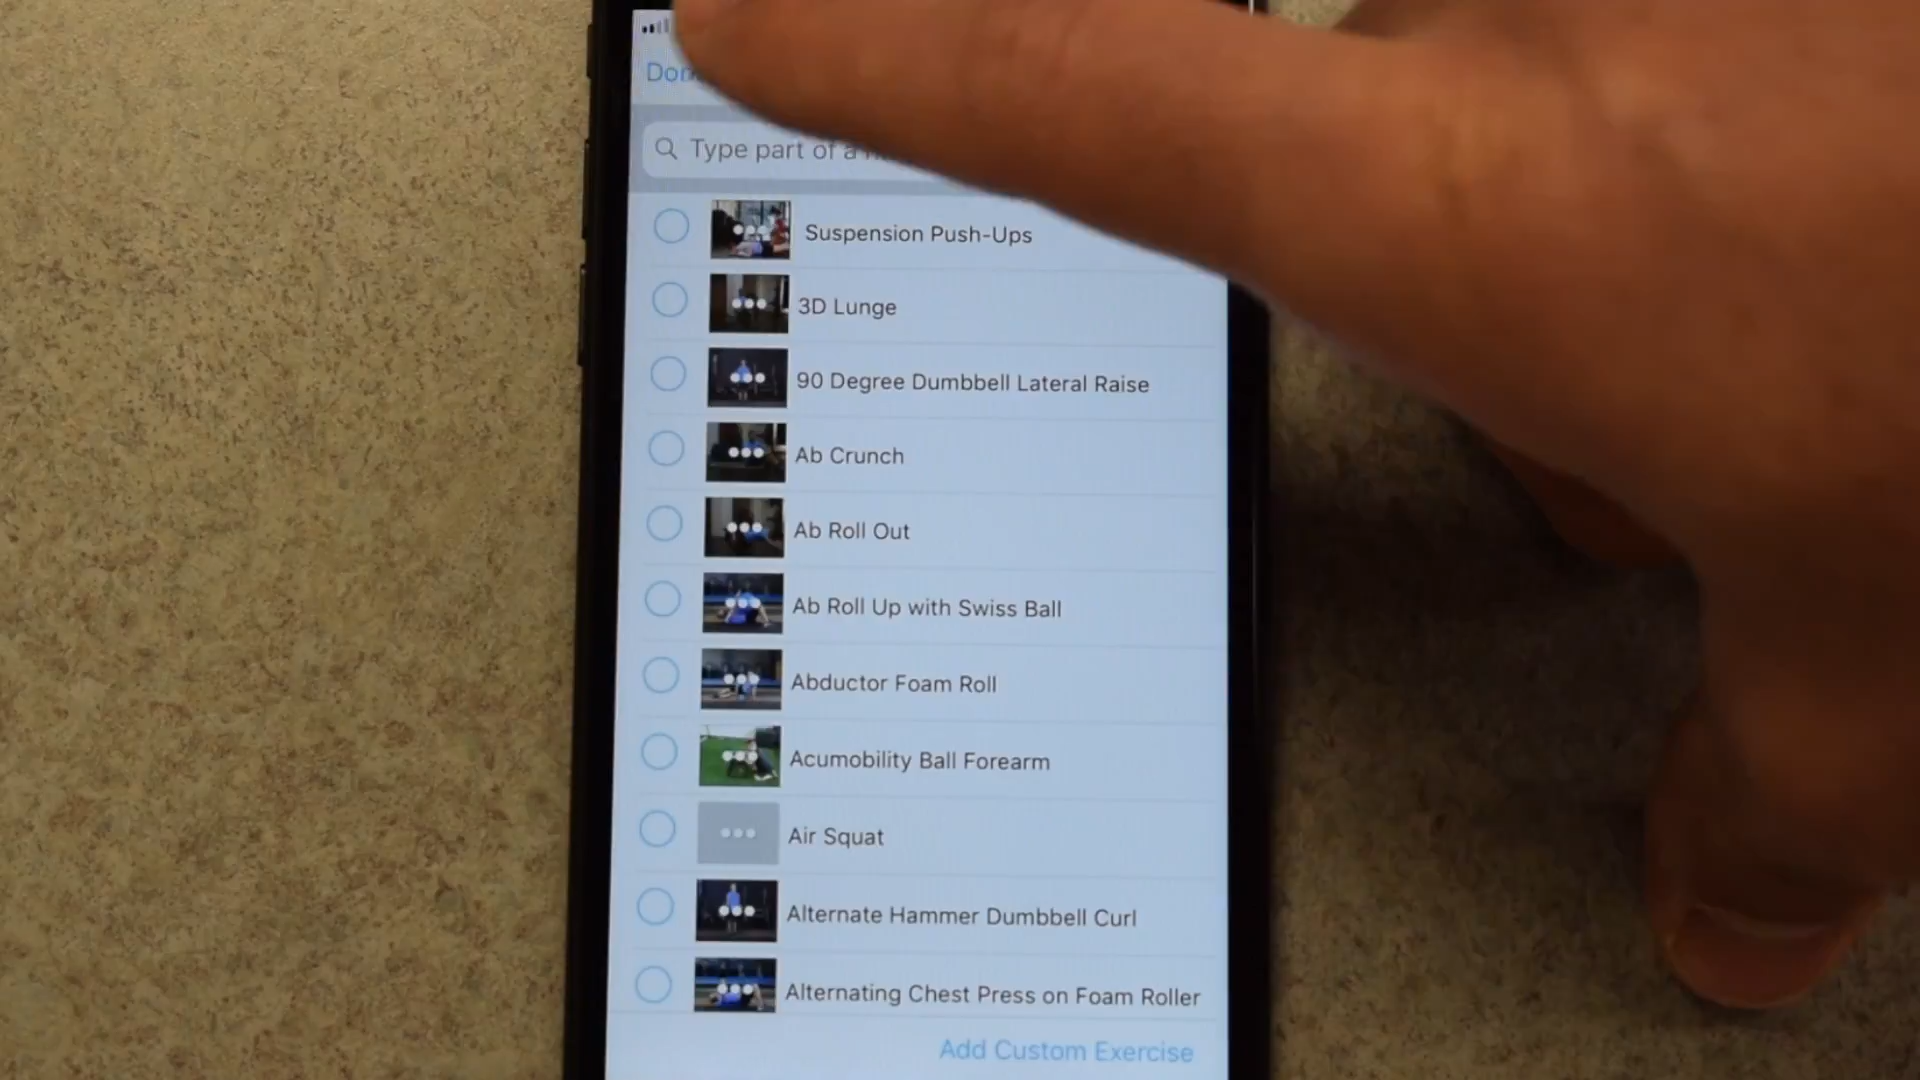 Type part of a
Suspension Push-Ups
3D Lunge
90 Degree Dumbbell Lateral Raise
Ab Crunch
Ab Roll Out
Ab Roll Up with Swiss Ball
Abductor Foam Roll
Acumobility Ball Forearm
Air Squat
Alternate Hammer Dumbbell Curl
Alternating Chest Press on Foam Roller
Add Custom Exercise